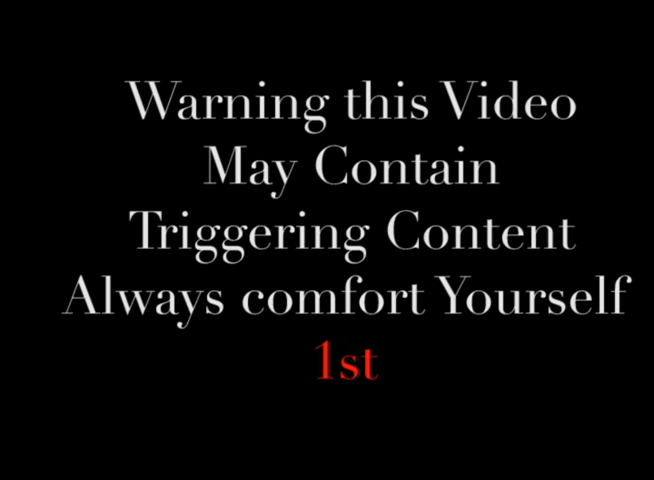 Warning this Video
May Contain
Triggering Content
Always comfort Yourself
1st